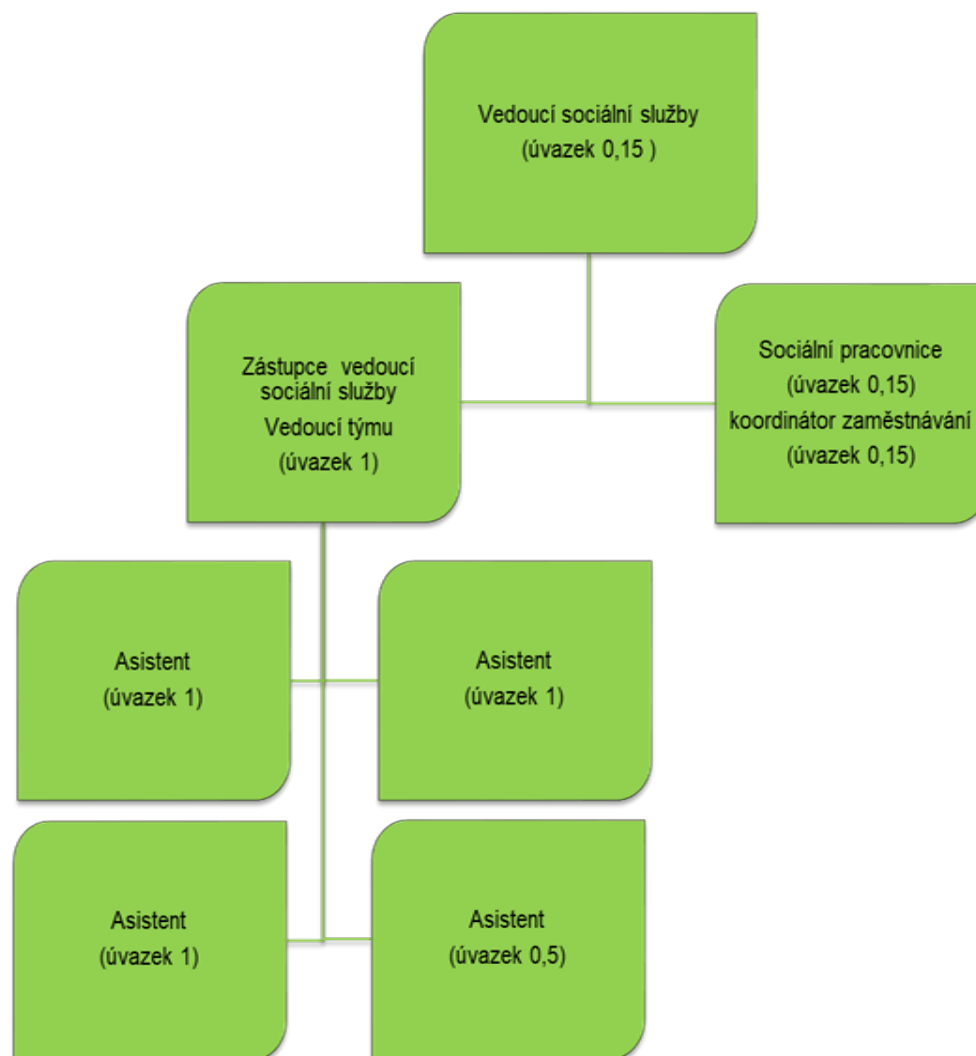 Vedoucí sociální služby
(úvazek 0,15 )
Zástupce vedoucí
sociální služby
Vedoucí týmu
(úvazek 1)
Sociální pracovnice
(úvazek 0,15)
koordinátor zaměstnávání
(úvazek 0,15)
Asistent
(úvazek 1)
Asistent
(úvazek 1)
Asistent
(úvazek 1)
Asistent
(úvazek 0,5)